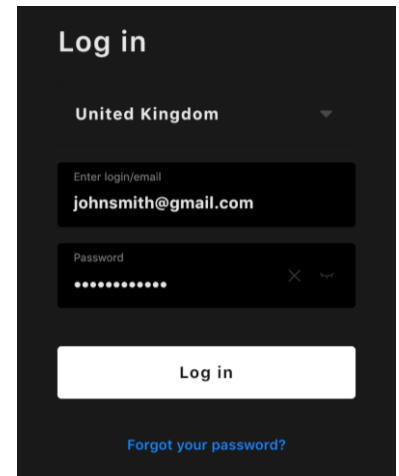 Log in
United Kingdom
Enter login/email
johnsmith@gmail.com
Password
••••••••••••
Log in
Forgot your password?